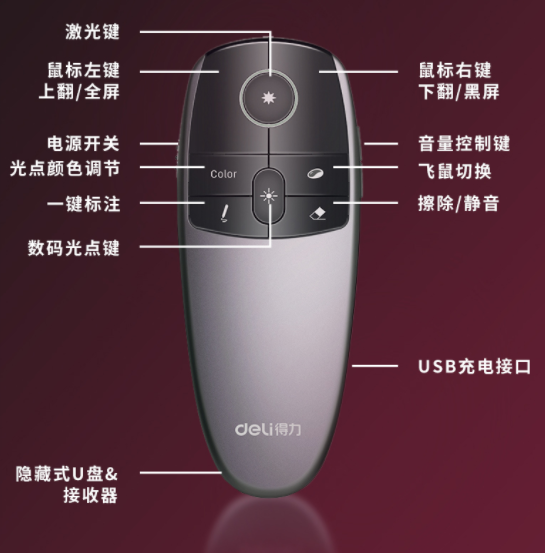 激光键
鼠标左键
上翻/全屏
鼠标右键
下翻/黑屏
电源开关
音量控制键
光点颜色调节
Color
飞鼠切换
一键标注
擦除/静音
数码光点键
USB充电接口
deli得力
隐藏式U盘&
接收器